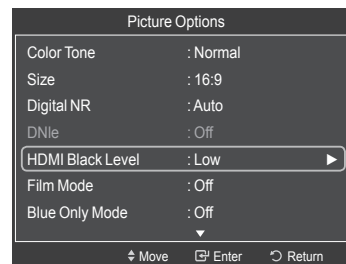 Picture Options
Color Tone : Normal
Size : 16:9
Digital NR : Auto
DNIe : Off
HDMI Black Level : Low ►
Film Mode : Off
Blue Only Mode : Off
▼
Move Enter Return